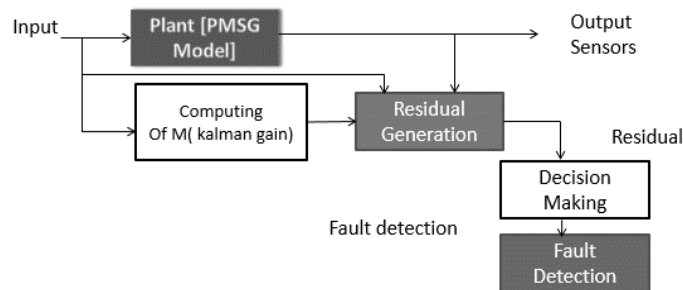 Input
Plant [PMSG
Model]
Output
Sensors
Computing
Of M( kalman gain)
Residual
Generation
Residual
Decision
Making
Fault detection
Fault
Detection